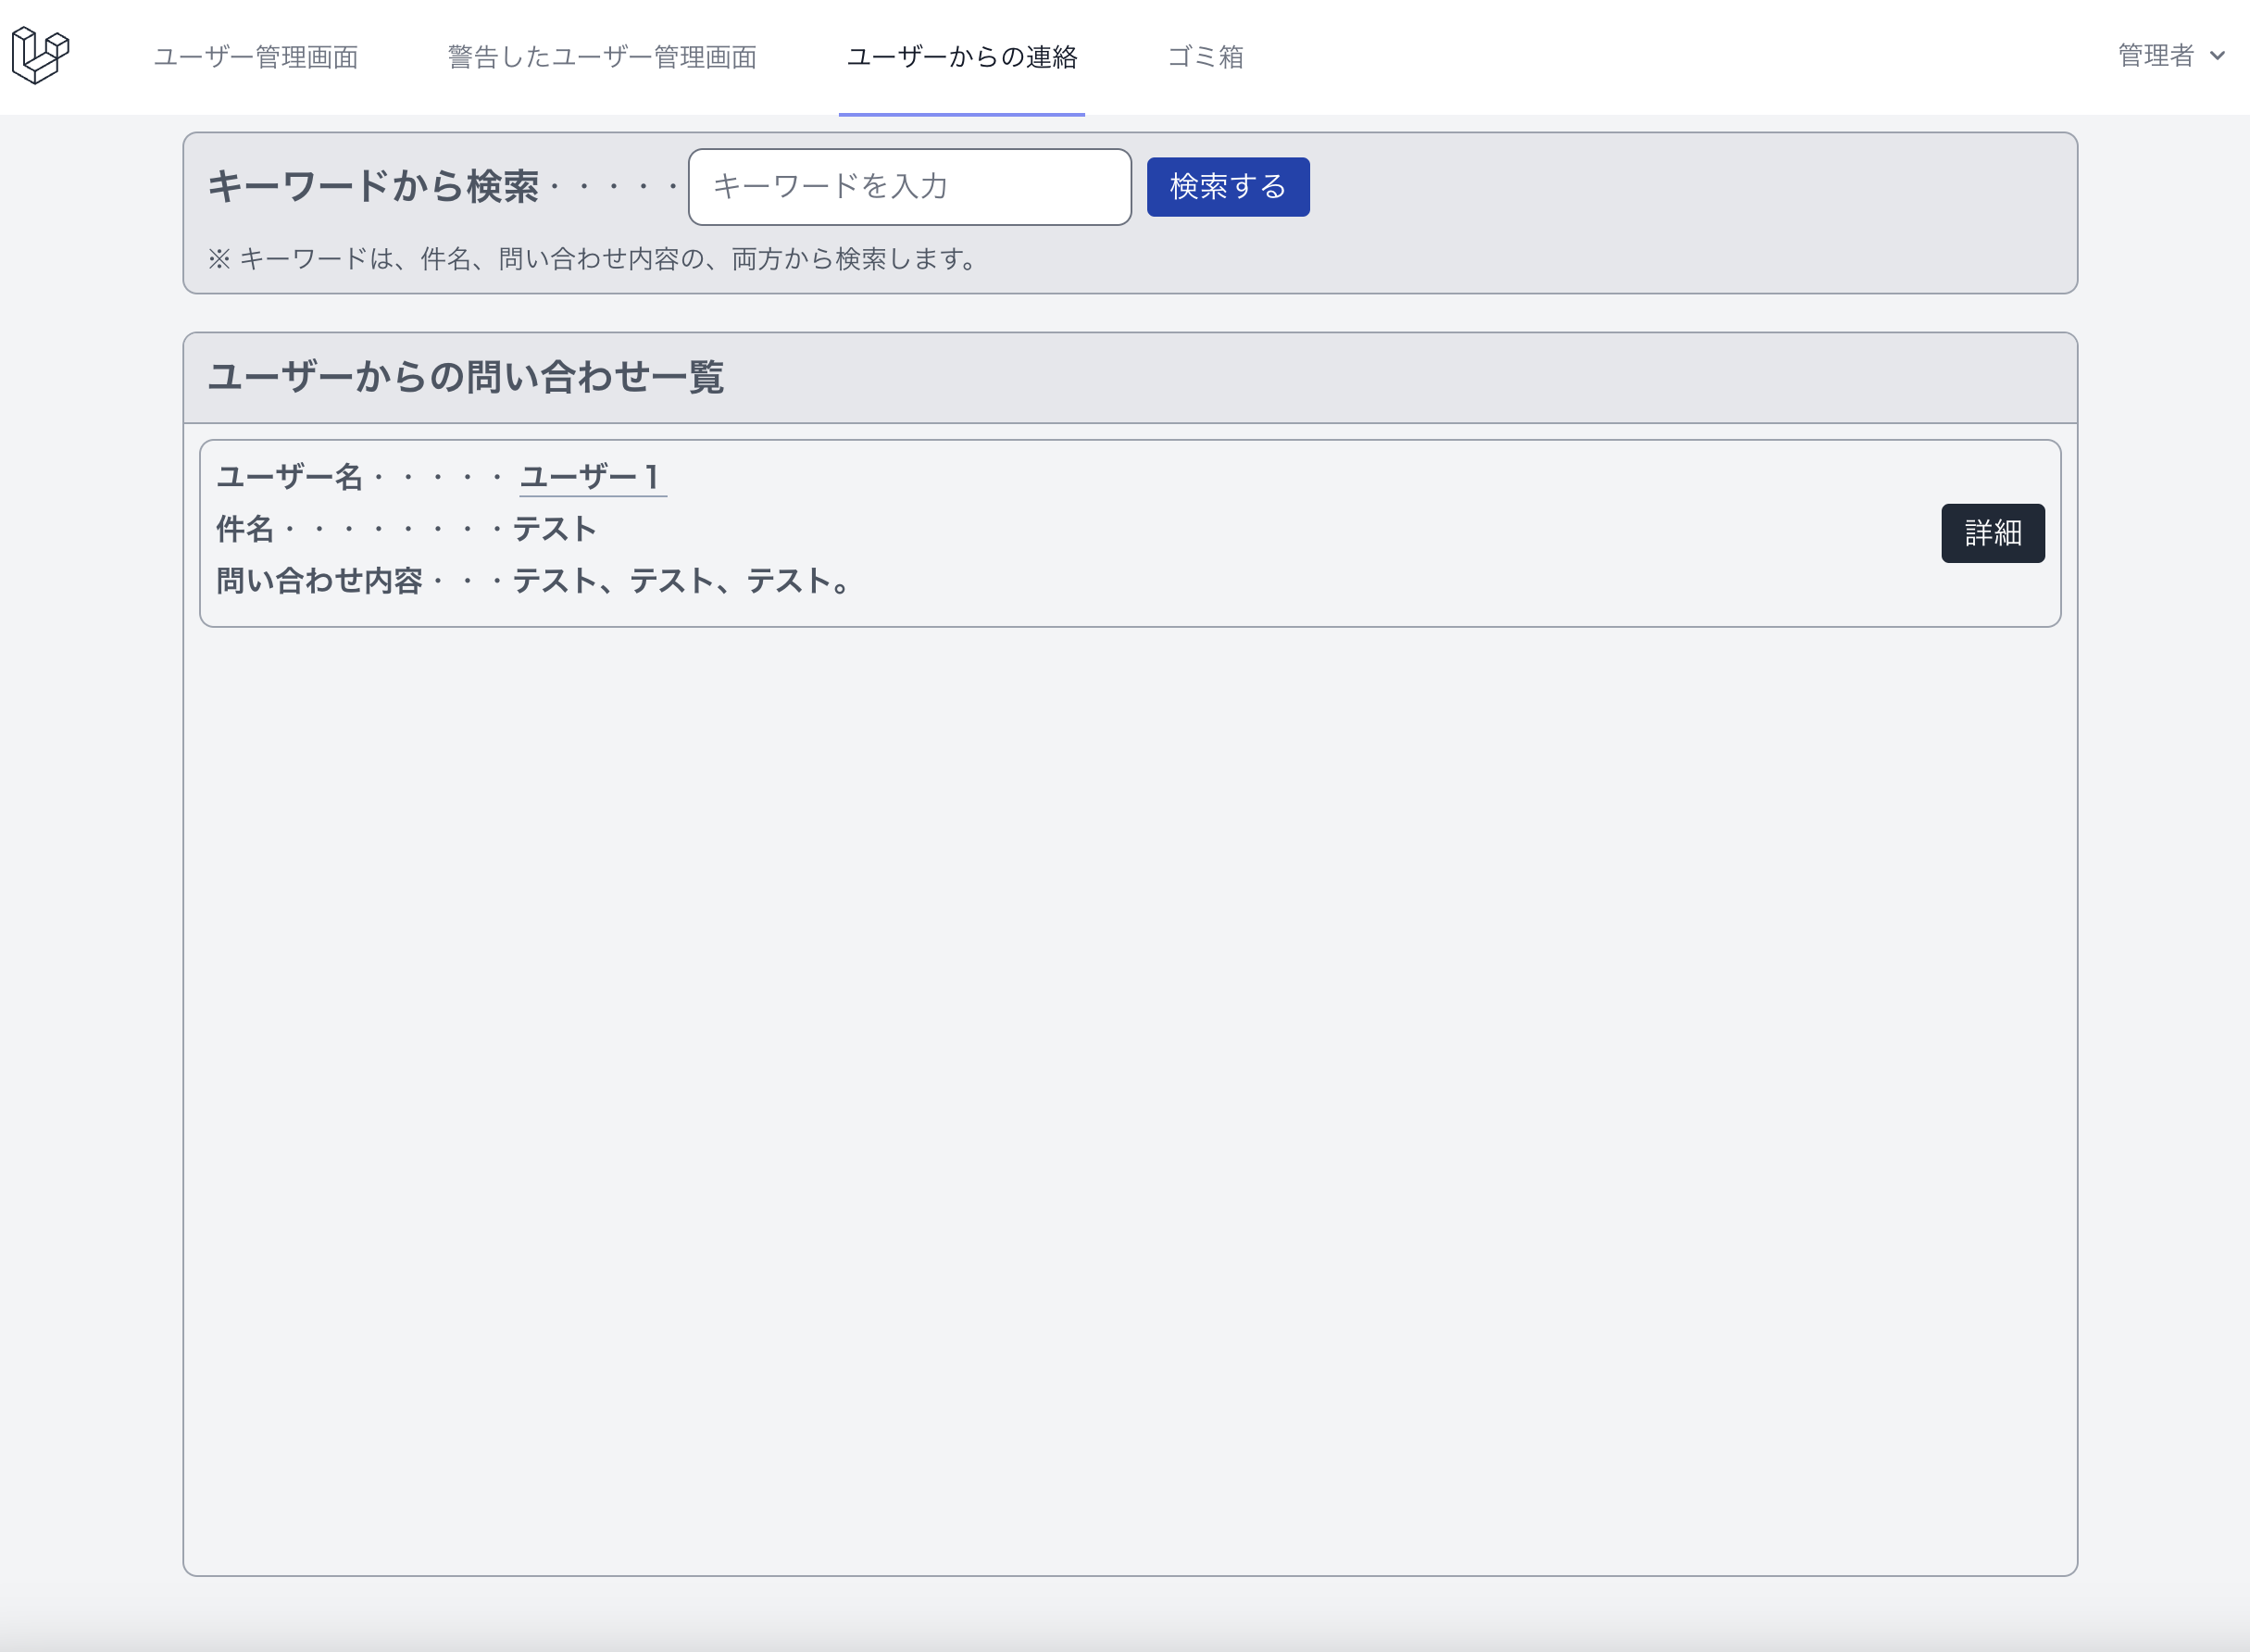 ユーザー管理画面 警告したユーザー管理画面 ユーザーからの連絡 ゴミ箱 管理者
キーワードから検索・・・・・ キーワードを入力 検索する
※ キーワードは、件名、問い合わせ内容の、両方から検索します。
ユーザーからの問い合わせ一覧
ユーザー名・・・・・ ユーザー1
件名・・・・・・・・テスト
詳細
問い合わせ内容・・・テスト、テスト、テスト。